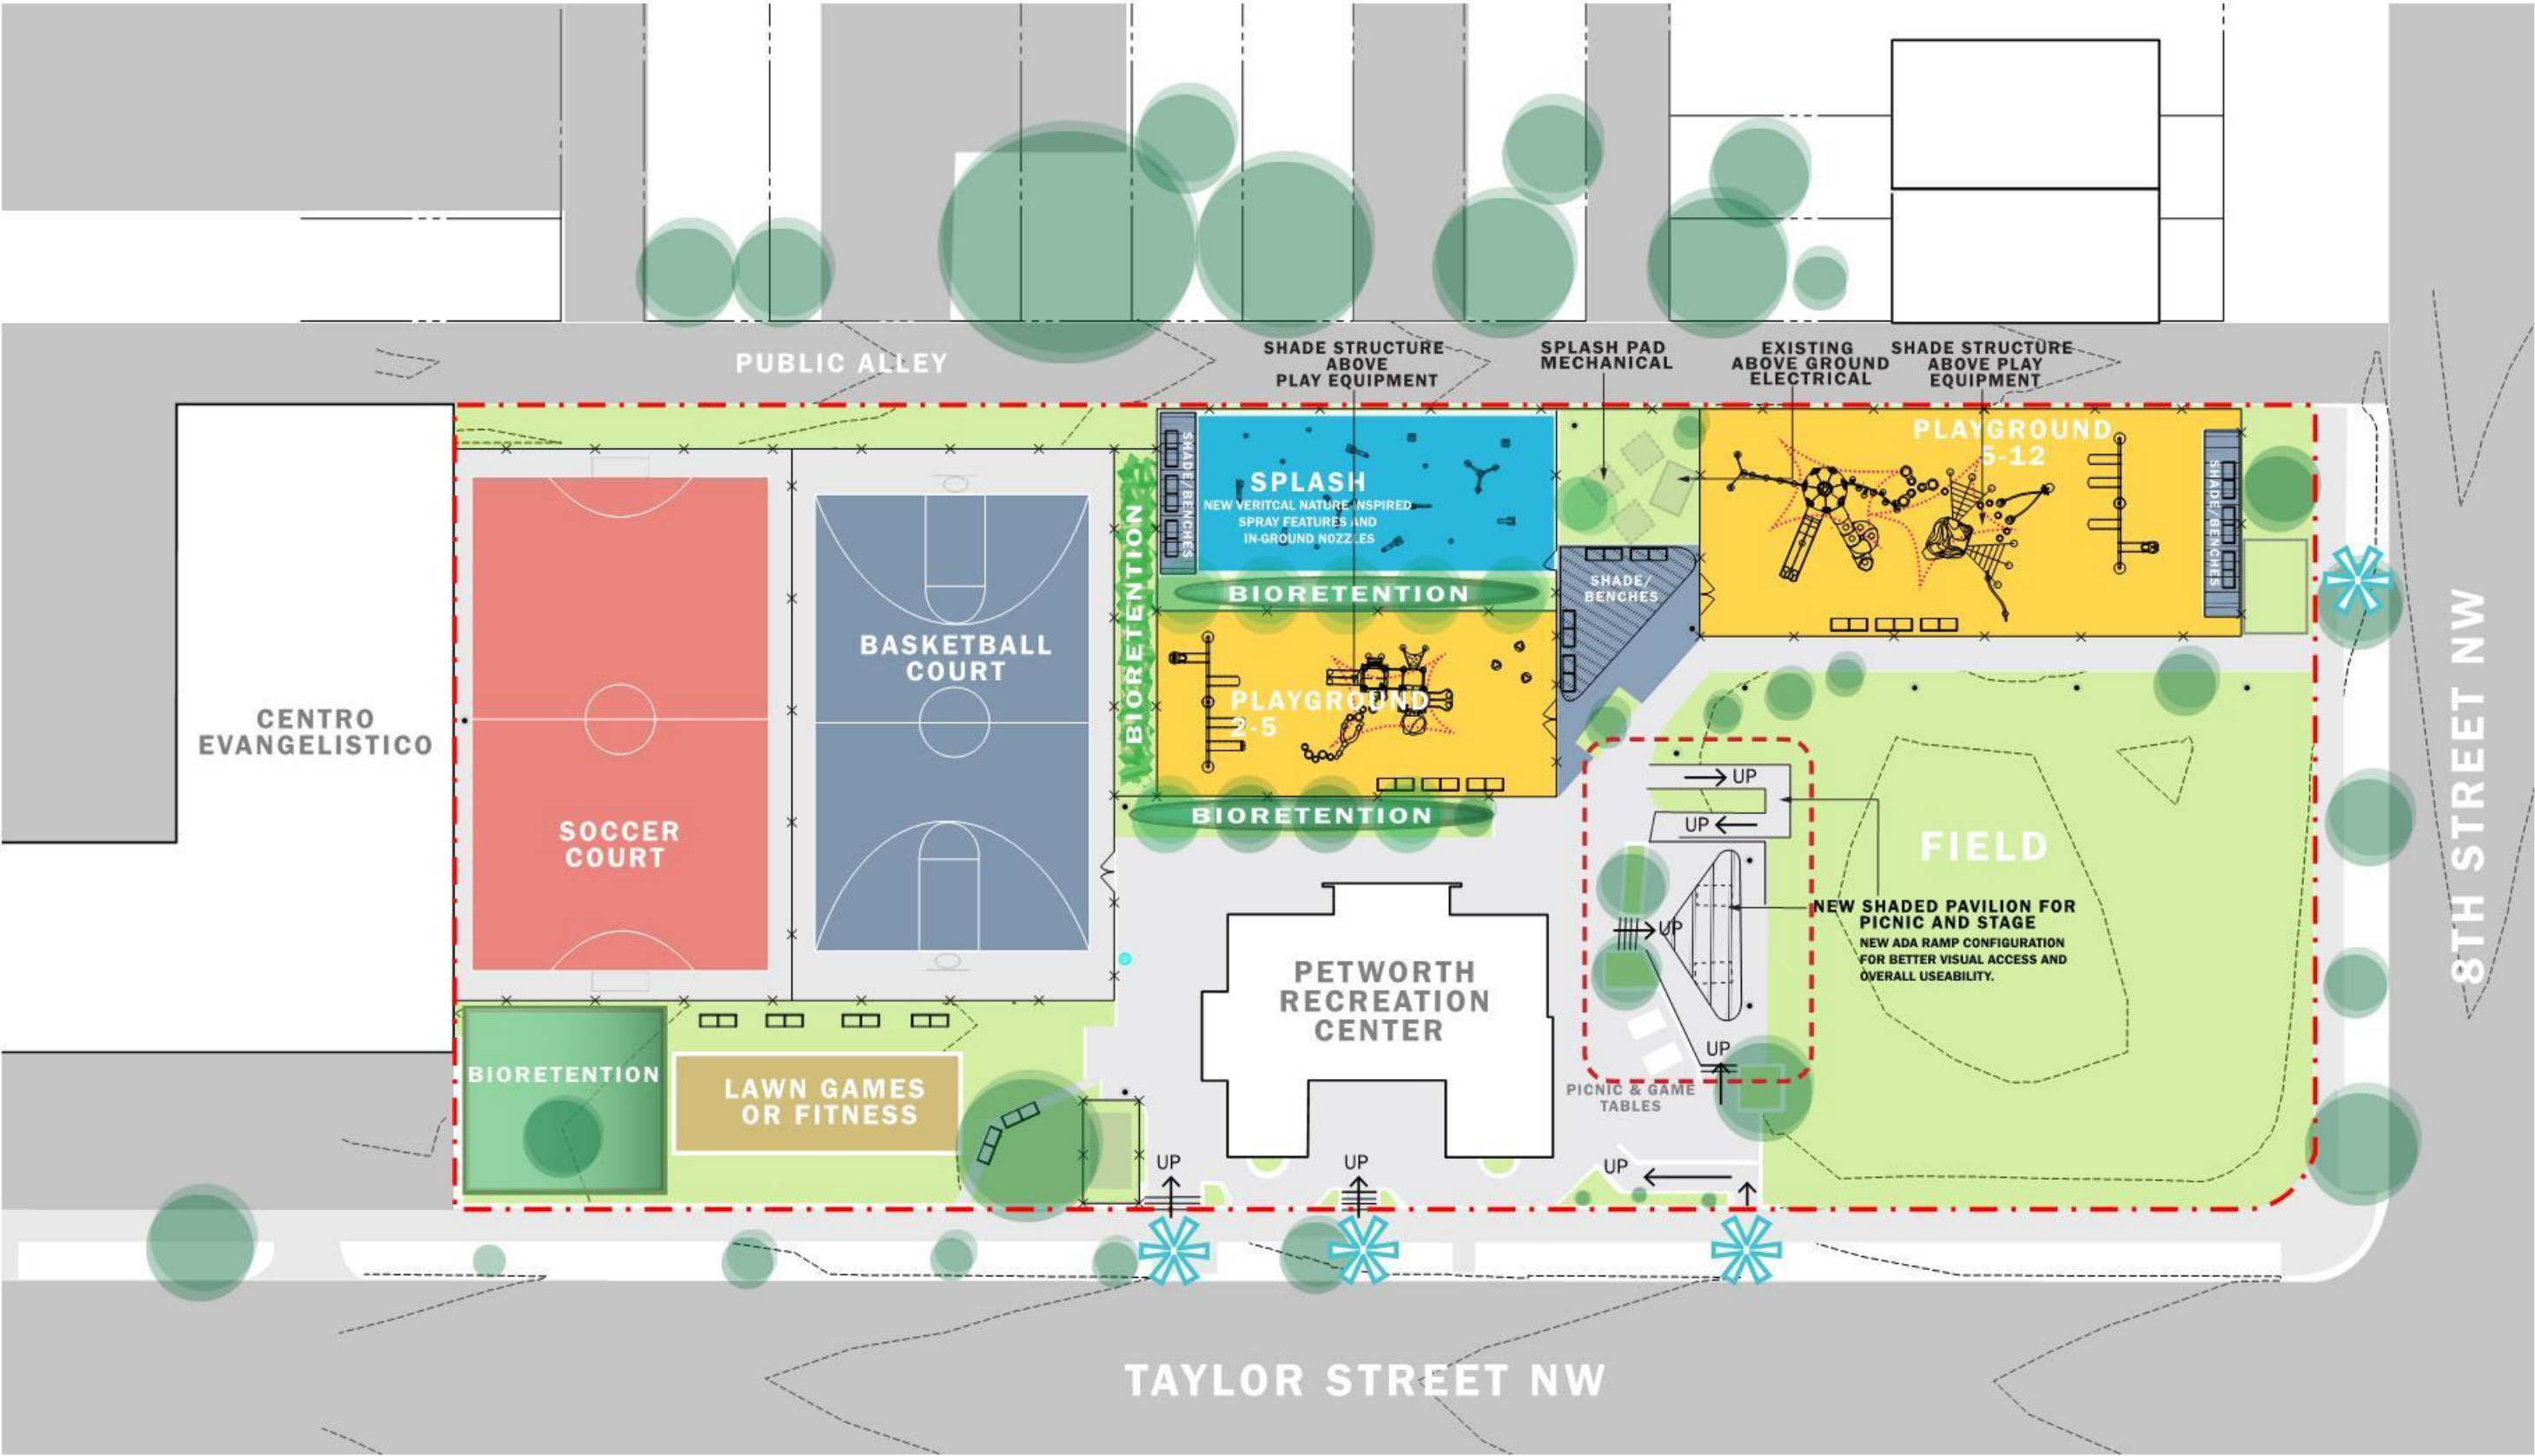 PUBLIC ALLEY
SHADE STRUCTURE
ABOVE
PLAY EQUIPMENT
SPLASH PAD
MECHANICAL
EXISTING
ABOVE GROUND
ELECTRICAL
SHADE STRUCTURE
ABOVE PLAY
EQUIPMENT
CENTRO
EVANGELISTICO
SOCCER
COURT
BASKETBALL
COURT
BIORETENTION
SHADE/BENCHES
SPLASH
NEW VERITCAL NATURE INSPIRED
SPRAY FEATURES AND
IN-GROUND NOZZLES
BIORETENTION
PLAYGROUND
2-5
BIORETENTION
SHADE/
BENCHES
PLAYGROUND
5-12
SHADE/BENCHES
8TH STREET NW
UP
UP
FIELD
NEW SHADED PAVILION FOR
PICNIC AND STAGE
NEW ADA RAMP CONFIGURATION
FOR BETTER VISUAL ACCESS AND
OVERALL USEABILITY.
UP
UP
PETWORTH
RECREATION
CENTER
PICNIC & GAME
TABLES
BIORETENTION
LAWN GAMES
OR FITNESS
UP
UP
UP
TAYLOR STREET NW